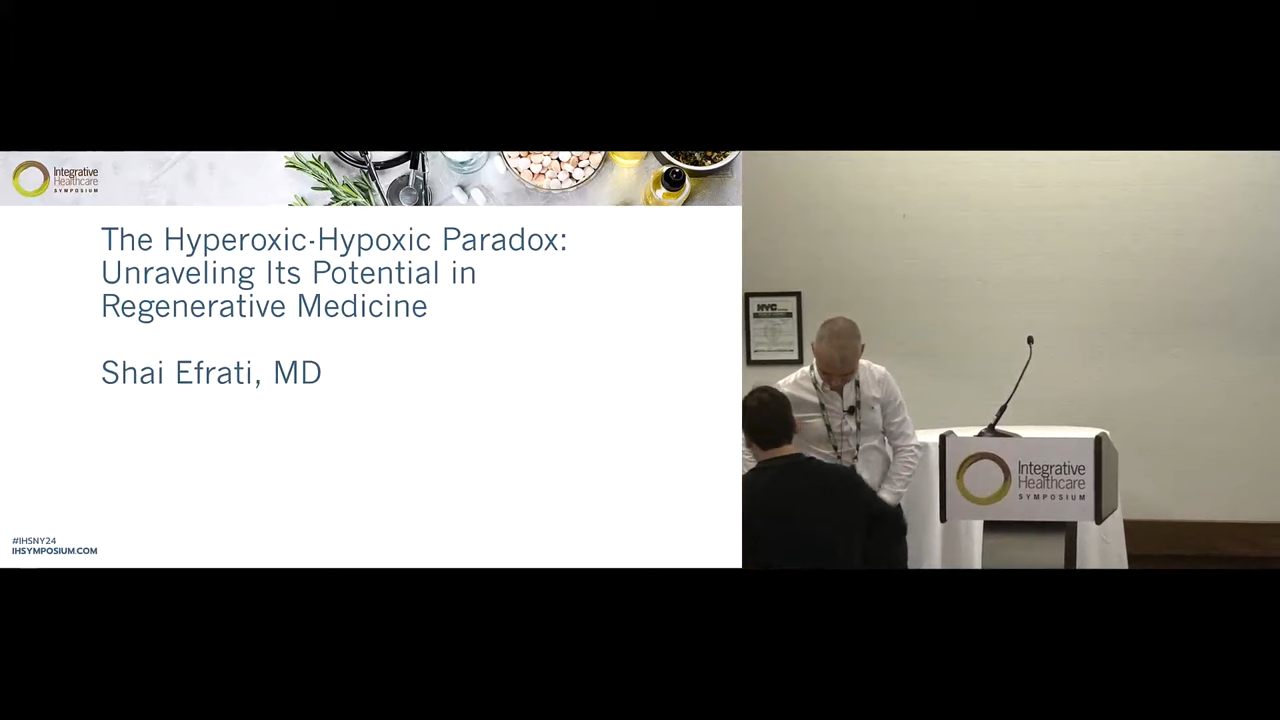 Integrative
Healthcare
SYMPOSIUM
The Hyperoxic-Hypoxic Paradox:
Unraveling Its Potential in
Regenerative Medicine
Shai Efrati, MD
#IHSNY24
IHSYMPOSIUM.COM
NYC
Integrative
Healthcare
SYMPOSIUM